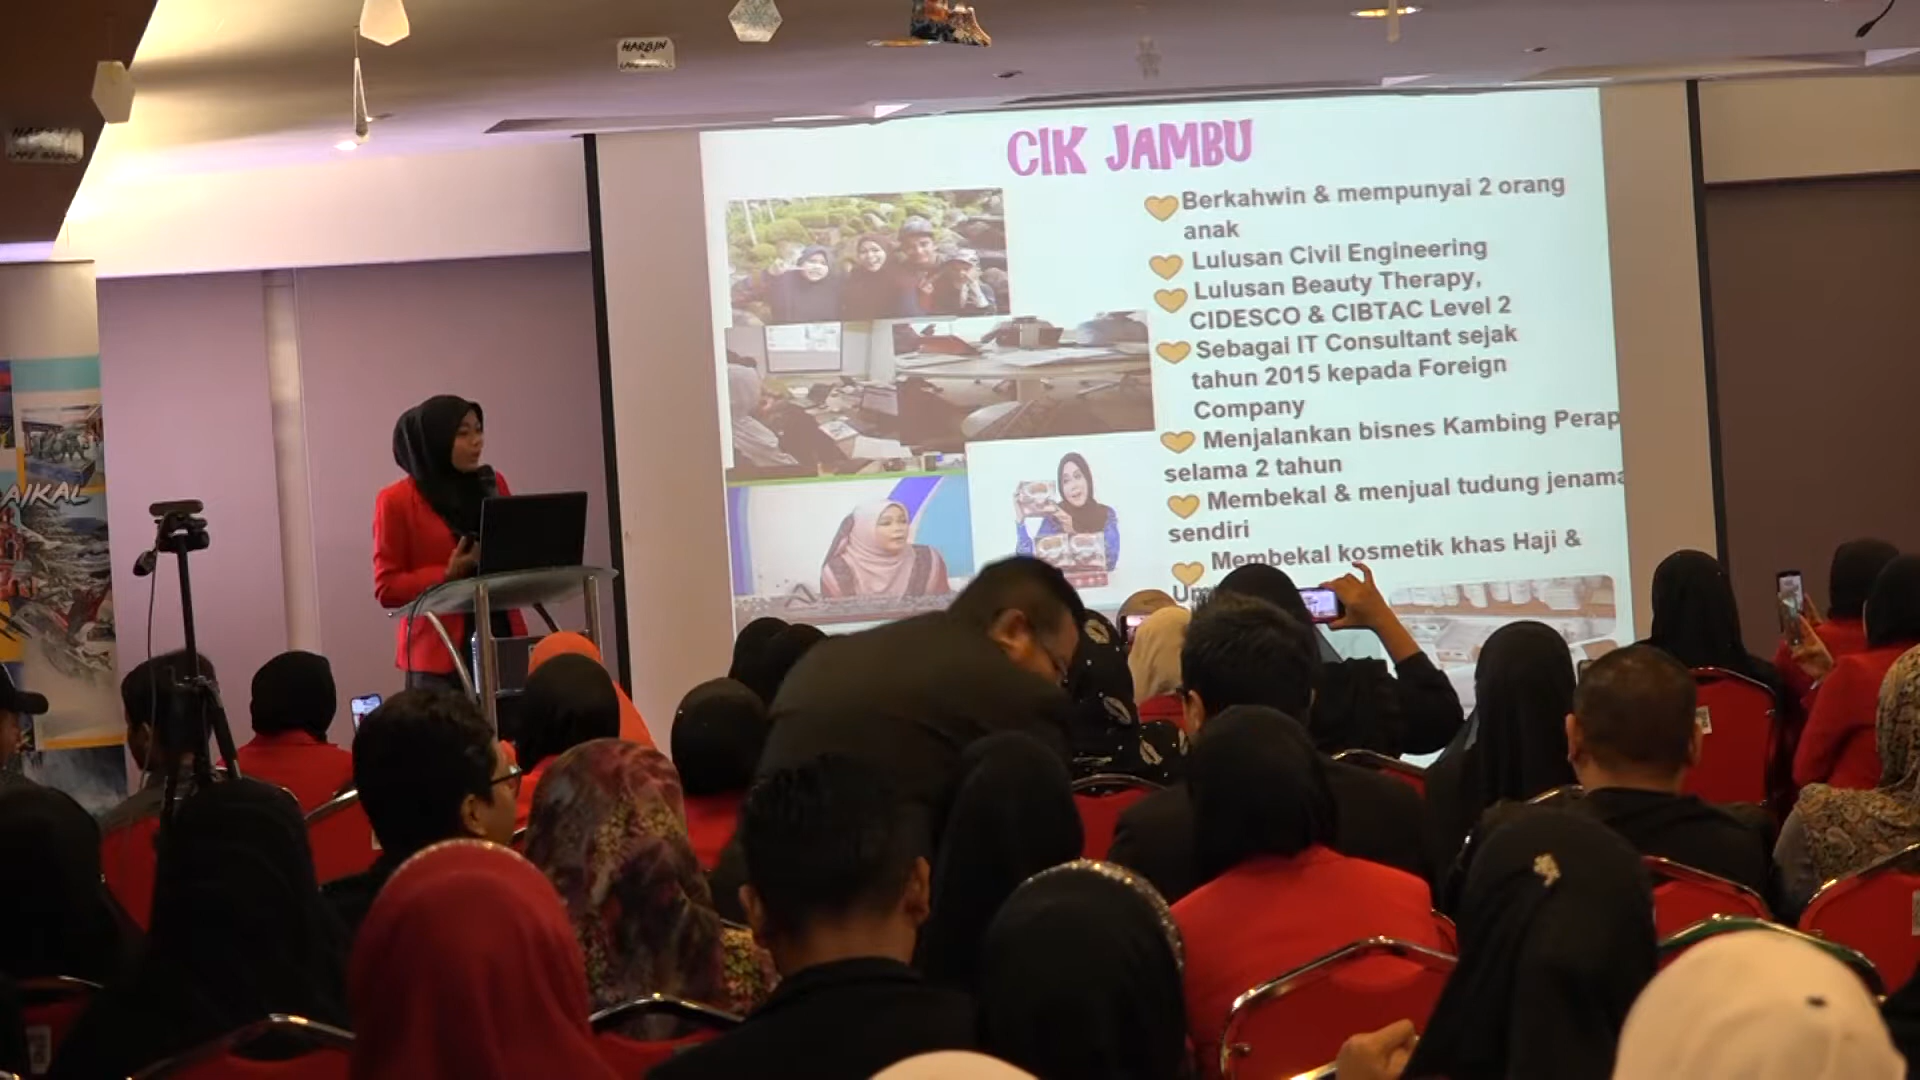 HARBIN
CIK JAMBU
Berkahwin & mempunyai 2 orang
anak
Lulusan Civil Engineering
Lulusan Beauty Therapy,
CIDESCO & CIBTAC Level 2
Sebagai IT Consultant sejak
tahun 2015 kepada Foreign
Company
Menjalankan bisnes Kambing Perap
selama 2 tahun
Membekal & menjual tudung jenama
sendiri
Membekal kosmetik khas Haji &
AIKAL